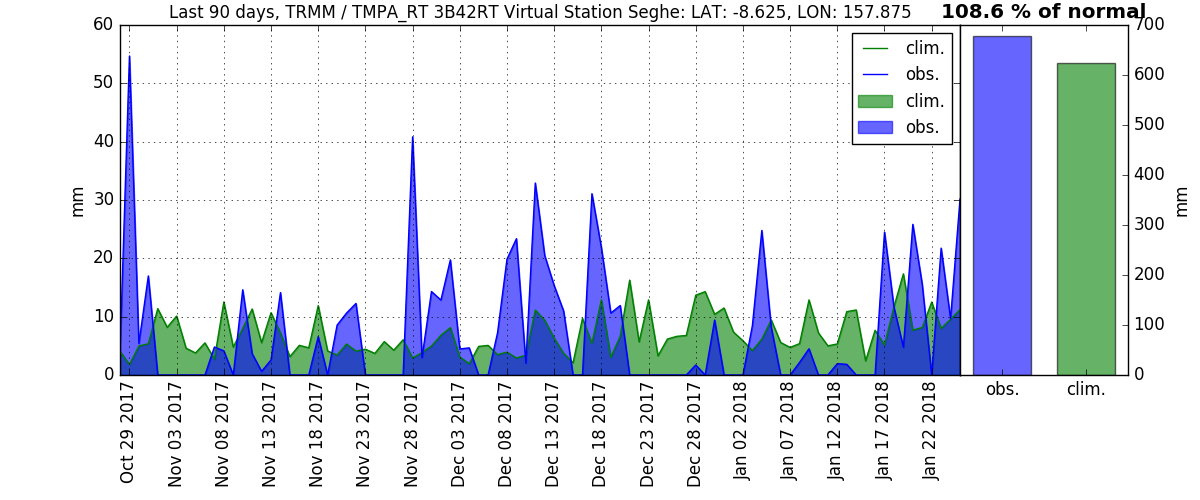 Last 90 days, TRMM / TMPA_RT 3B42RT Virtual Station Seghe: LAT: -8.625, LON: 157.875
108.6 % of normal
60
50
40
30
20
10
0
mm
clim.
obs.
clim.
obs.
Oct 29 2017
Nov 03 2017
Nov 08 2017
Nov 13 2017
Nov 18 2017
Nov 23 2017
Nov 28 2017
Dec 03 2017
Dec 08 2017
Dec 13 2017
Dec 18 2017
Dec 23 2017
Dec 28 2017
Jan 02 2018
Jan 07 2018
Jan 12 2018
Jan 17 2018
Jan 22 2018
obs.
clim.
700
600
500
400
300
200
100
0
mm